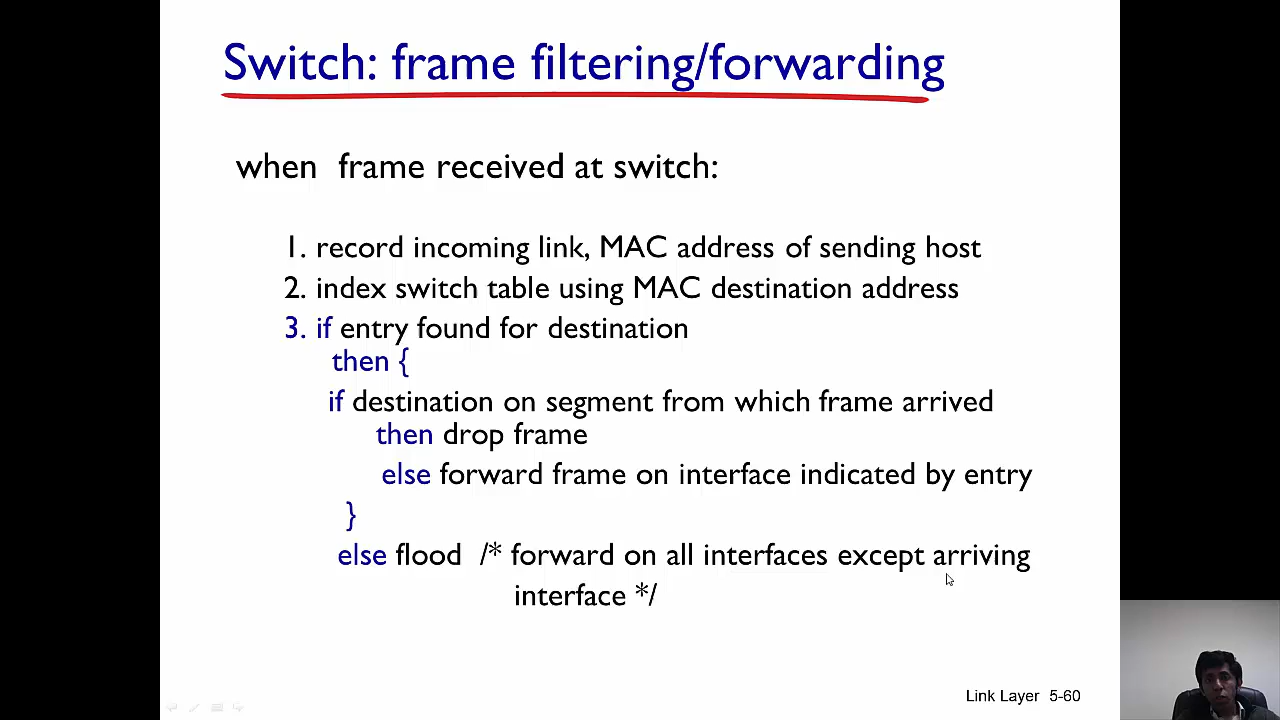 Switch: frame filtering/forwarding
when frame received at switch:
1. record incoming link, MAC address of sending host
2. index switch table using MAC destination address
3. if entry found for destination
then {
if destination on segment from which frame arrived
then drop frame
else forward frame on interface indicated by entry
}
else flood /* forward on all interfaces except arriving
interface */
Link Layer 5-60